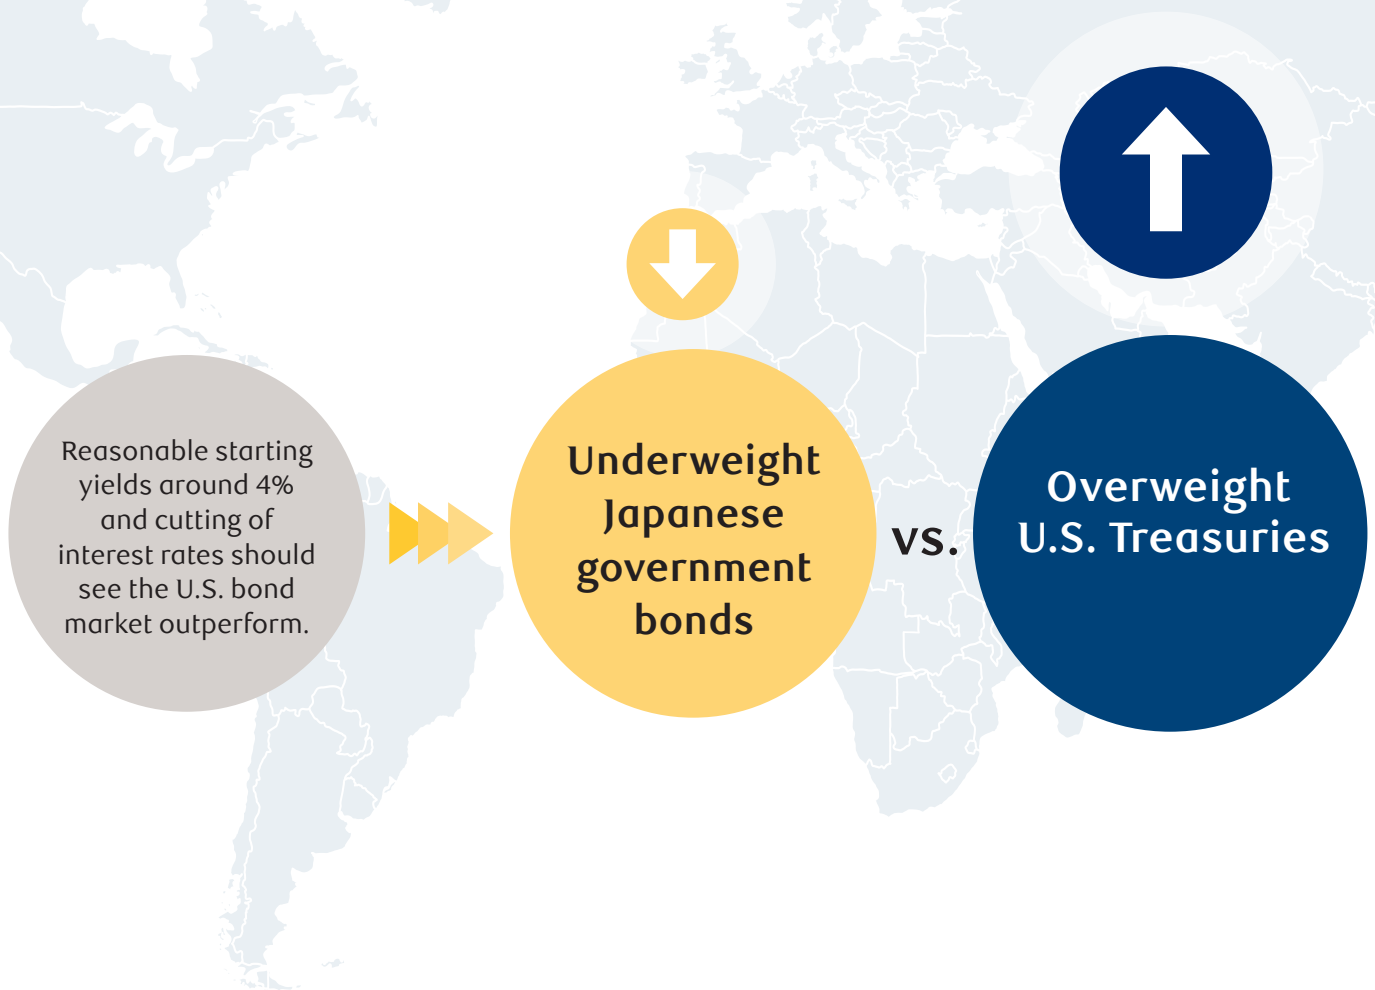 Reasonable starting
yields around 4%
and cutting of
interest rates should
see the U.S. bond
market outperform.
Underweight
Japanese
government
bonds
vs.
Overweight
U.S. Treasuries